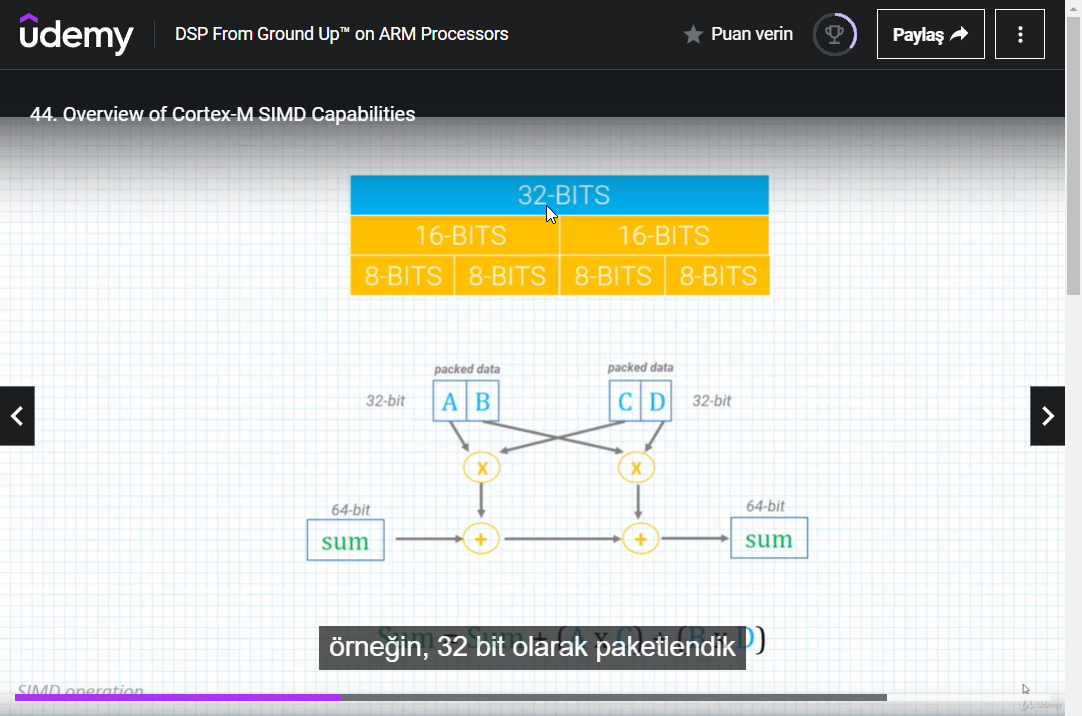 ûdemy
DSP From Ground Up™ on ARM Processors
Puan verin
Paylaş
44. Overview of Cortex-M SIMD Capabilities
32-BITS
16-BITS 16-BITS
8-BITS 8-BITS 8-BITS 8-BITS
packed data packed data
32-bit A B C D 32-bit
x x
64-bit 64-bit
sum + + sum
Sum = Sum + (A x C) + (B x D)
örneğin, 32 bit olarak paketlendik
SIMD operation
Udemy